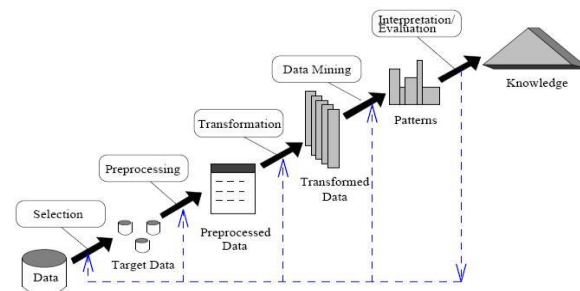 Interpretation/
Evaluation
Data Mining
Knowledge
Transformation
Patterns
Preprocessing
Transformed
Data
Selection
Preprocessed
Data
Data
Target Data